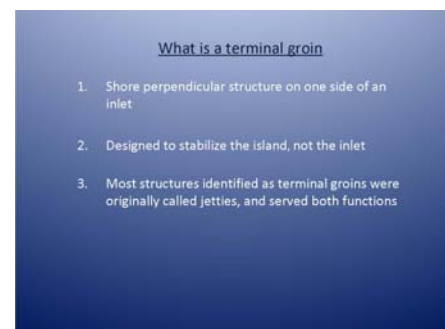 What is a terminal groin
1. Shore perpendicular structure on one side of an
inlet
2. Designed to stabilize the island, not the inlet
3. Most structures identified as terminal groins were
originally called jetties, and served both functions